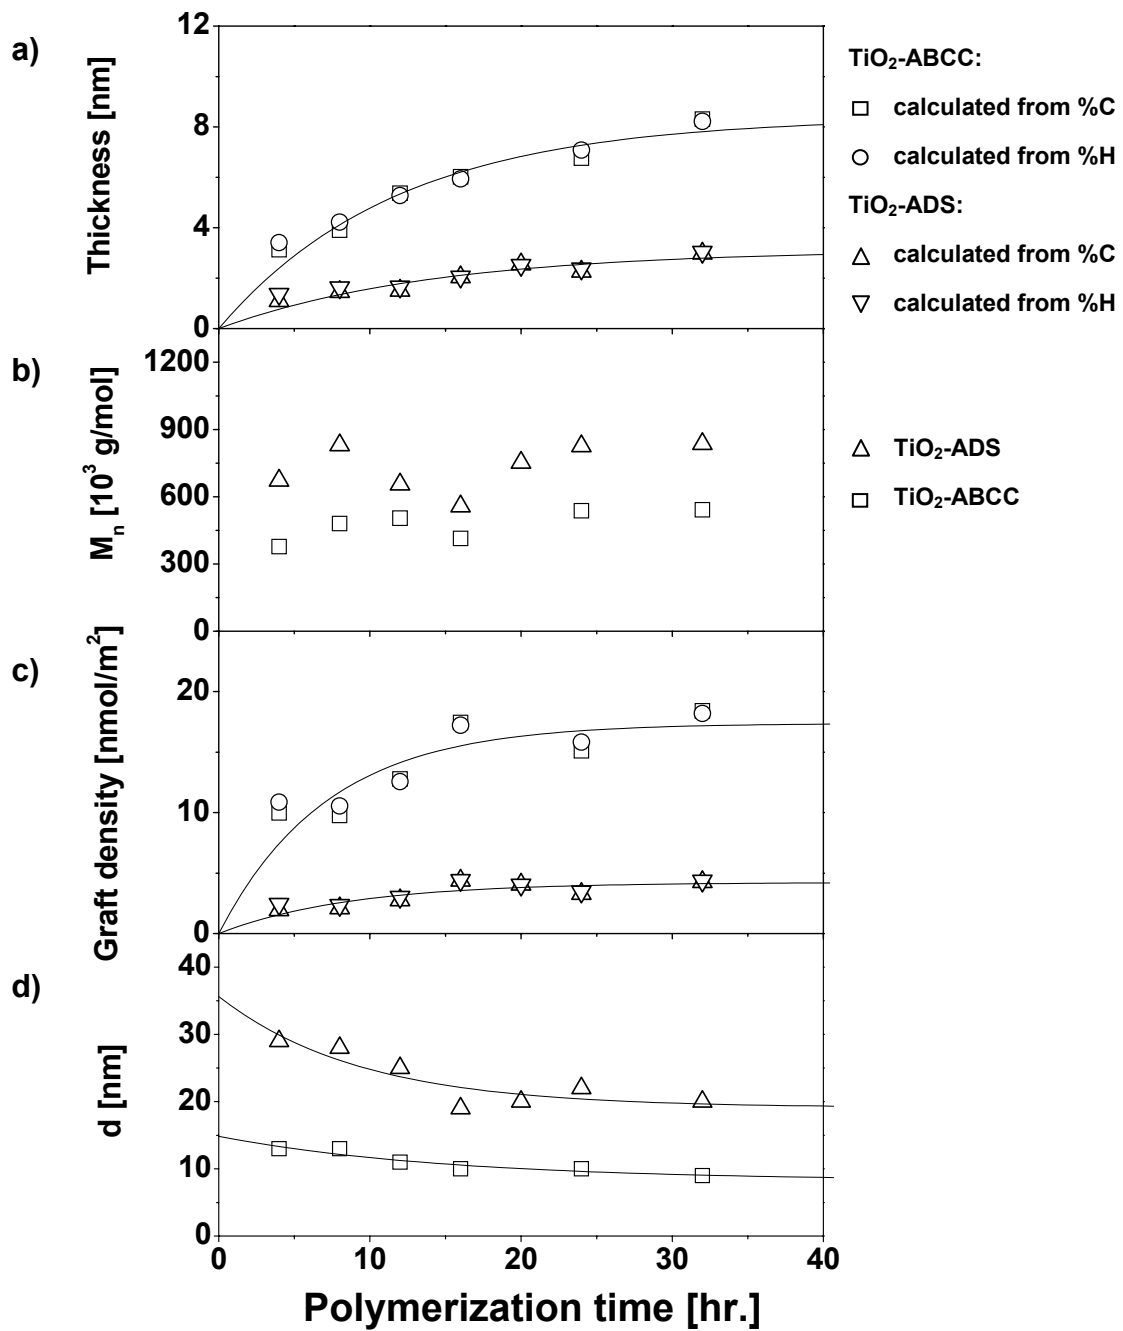 a)
Thickness [nm]
12
8
4
0
TiO₂-ABCC:
calculated from %C
calculated from %H
TiO₂-ADS:
calculated from %C
calculated from %H
b)
Mₙ [10³ g/mol]
1200
900
600
300
0
TiO₂-ADS
TiO₂-ABCC
c)
Graft density [nmol/m²]
20
10
0
d)
d [nm]
40
30
20
10
0
0 10 20 30 40
Polymerization time [hr.]